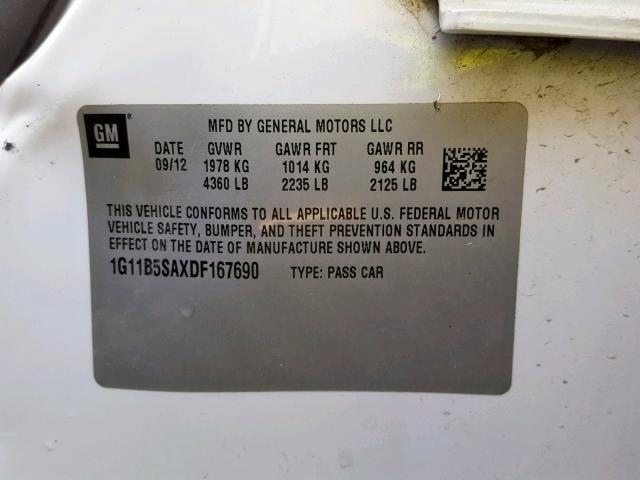 GM ®
MFD BY GENERAL MOTORS LLC
DATE GVWR GAWR FRT GAWR RR
09/12 1978 KG 1014 KG 964 KG
4360 LB 2235 LB 2125 LB
THIS VEHICLE CONFORMS TO ALL APPLICABLE U.S. FEDERAL MOTOR
VEHICLE SAFETY, BUMPER, AND THEFT PREVENTION STANDARDS IN
EFFECT ON THE DATE OF MANUFACTURE SHOWN ABOVE.
1G11B5SAXDF167690 TYPE: PASS CAR